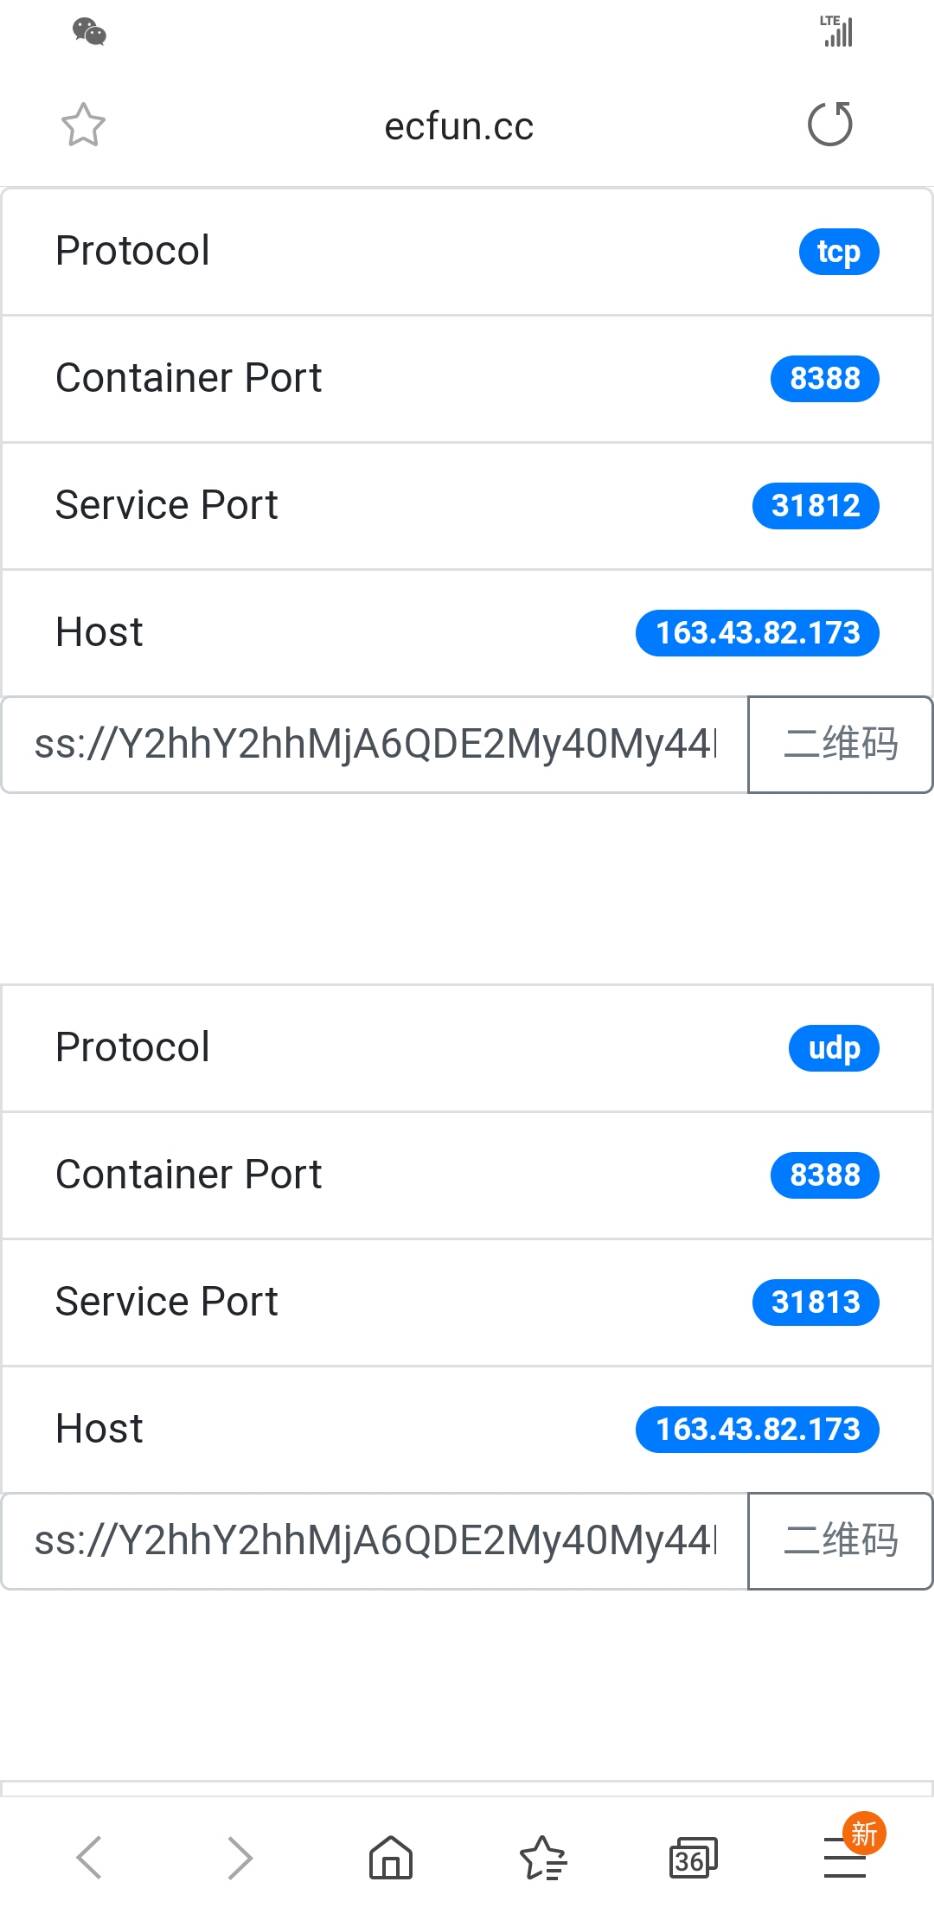 LTE
ecfun.cc
Protocol tcp
Container Port 8388
Service Port 31812
Host 163.43.82.173
ss://Y2hhY2hhMjA6QDE2My40My44 二维码
Protocol udp
Container Port 8388
Service Port 31813
Host 163.43.82.173
ss://Y2hhY2hhMjA6QDE2My40My44 二维码
36 新